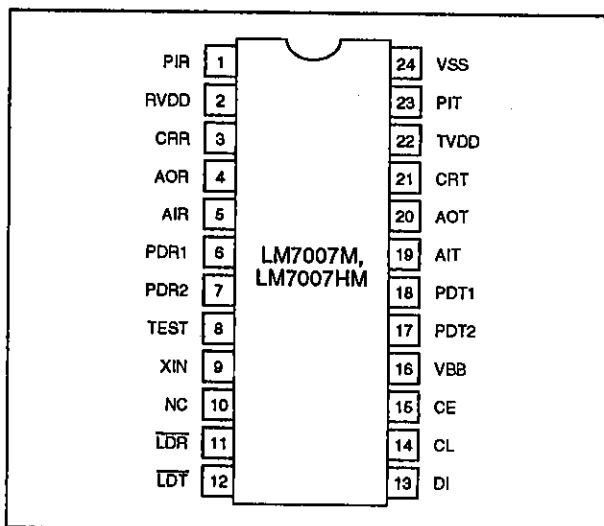 PIR 1 24 VSS
RVDD 2 23 PIT
CRR 3 22 TVDD
AOR 4 21 CRT
AIR 5 20 AOT
PDR1 6 LM7007M, 19 AIT
LM7007HM
PDR2 7 18 PDT1
TEST 8 17 PDT2
XIN 9 16 VBB
NC 10 15 CE
LDR 11 14 CL
LDT 12 13 DI